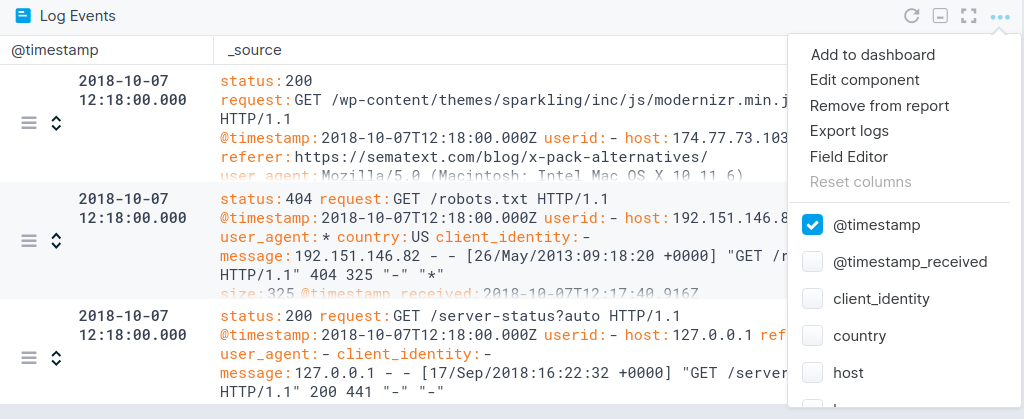 Log Events
@timestamp
_source
2018-10-07
12:18:00.000
status:200
request:GET /wp-content/themes/sparkling/inc/js/modernizr.min.j
HTTP/1.1
@timestamp:2018-10-07T12:18:00.000Z userid:- host:174.77.73.103
referer:https://sematext.com/blog/x-pack-alternatives/
user_agent:Mozilla/5.0 (Macintosh; Intel Mac OS X 10_11_6)
2018-10-07
12:18:00.000
status:404 request:GET /robots.txt HTTP/1.1
@timestamp:2018-10-07T12:18:00.000Z userid:- host:192.151.146.8
user_agent:* country:US client_identity:-
message:192.151.146.82 - - [26/May/2013:09:18:20 +0000] "GET /r
HTTP/1.1" 404 325 "-" "*"
size:325 @timestamp_received:2018-10-07T12:17:40.916Z
2018-10-07
12:18:00.000
status:200 request:GET /server-status?auto HTTP/1.1
@timestamp:2018-10-07T12:18:00.000Z userid:- host:127.0.0.1 ref
user_agent:- client_identity:-
message:127.0.0.1 - - [17/Sep/2018:16:22:32 +0000] "GET /server
HTTP/1.1" 200 441 "-" "-"
Add to dashboard
Edit component
Remove from report
Export logs
Field Editor
Reset columns
@timestamp
@timestamp_received
client_identity
country
host